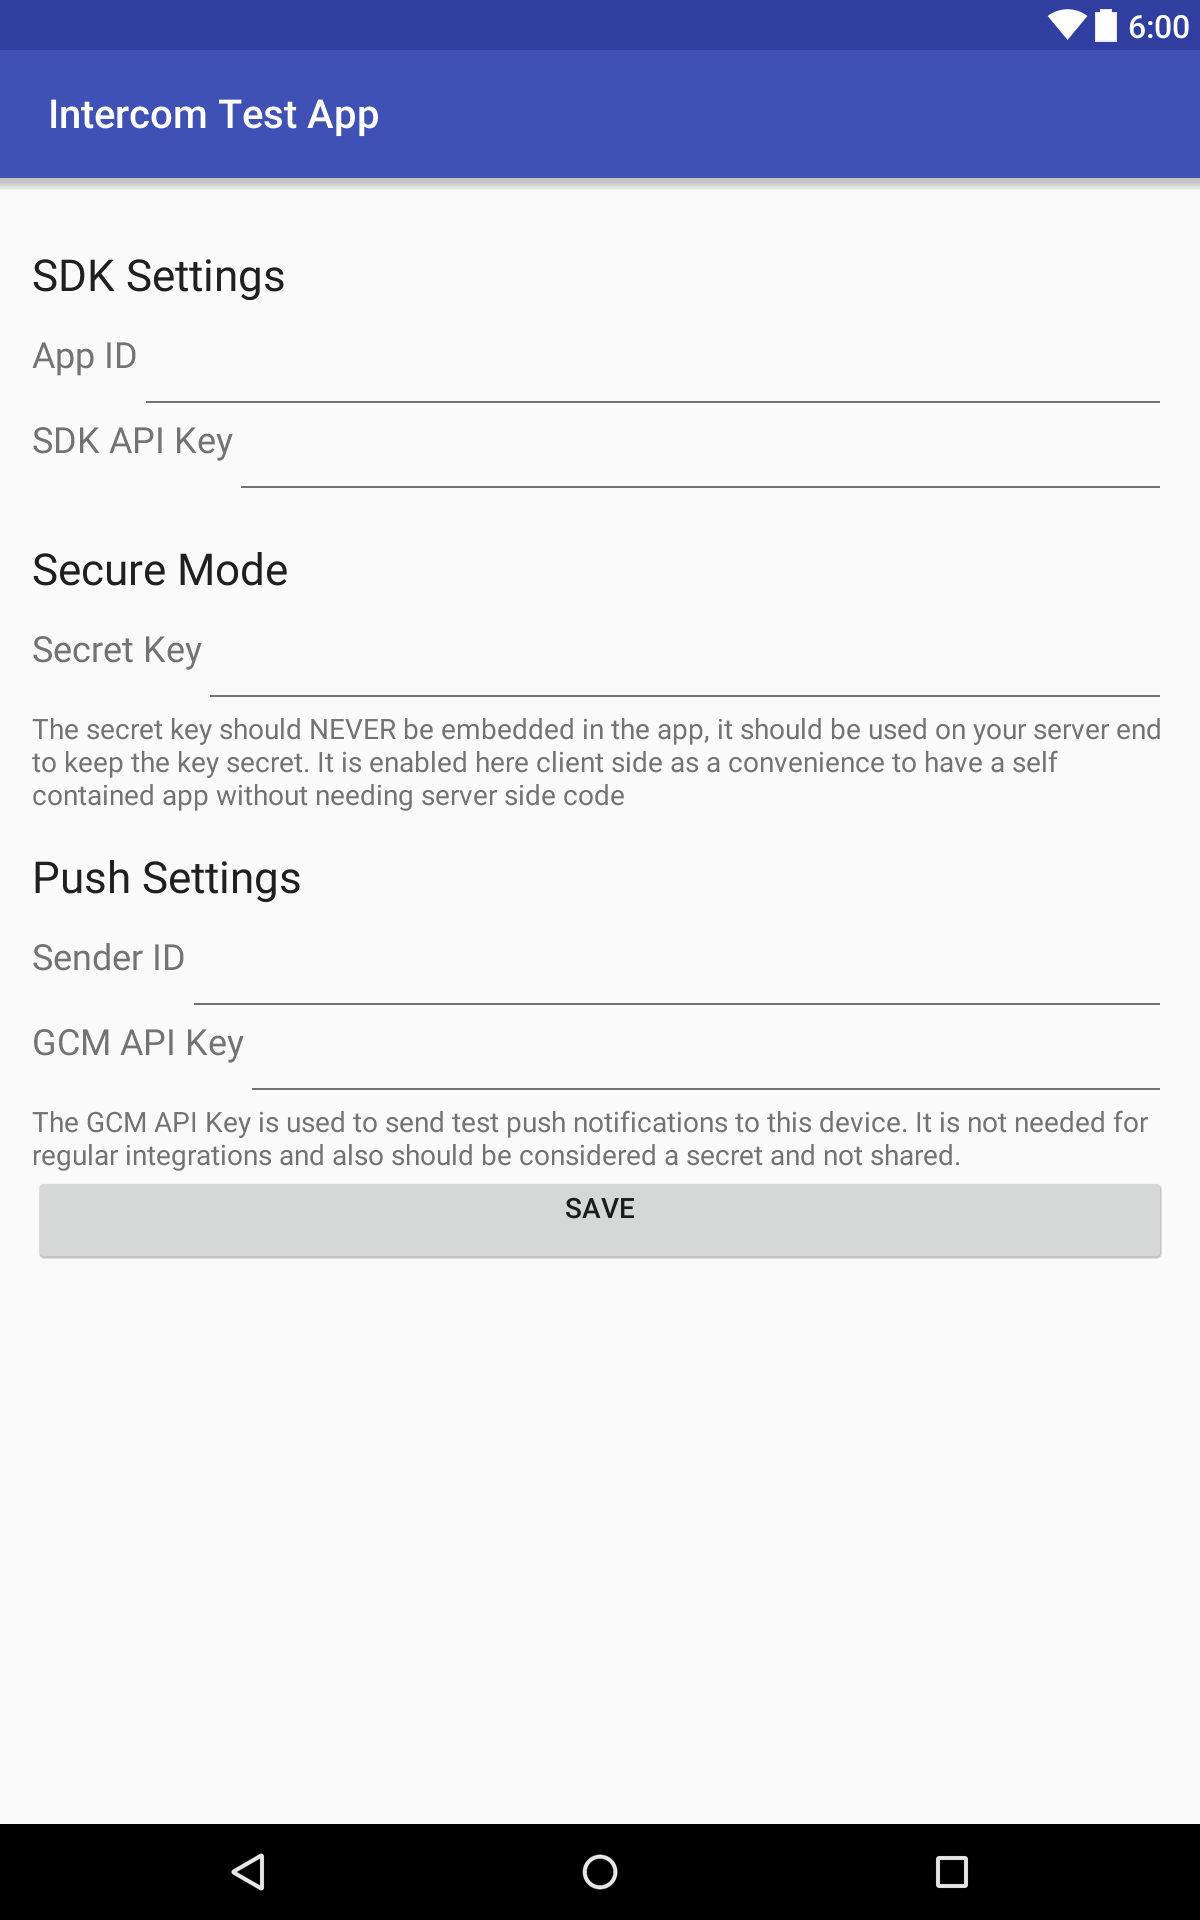 6:00
Intercom Test App
SDK Settings
App ID
SDK API Key
Secure Mode
Secret Key
The secret key should NEVER be embedded in the app, it should be used on your server end
to keep the key secret. It is enabled here client side as a convenience to have a self
contained app without needing server side code
Push Settings
Sender ID
GCM API Key
The GCM API Key is used to send test push notifications to this device. It is not needed for
regular integrations and also should be considered a secret and not shared.
SAVE